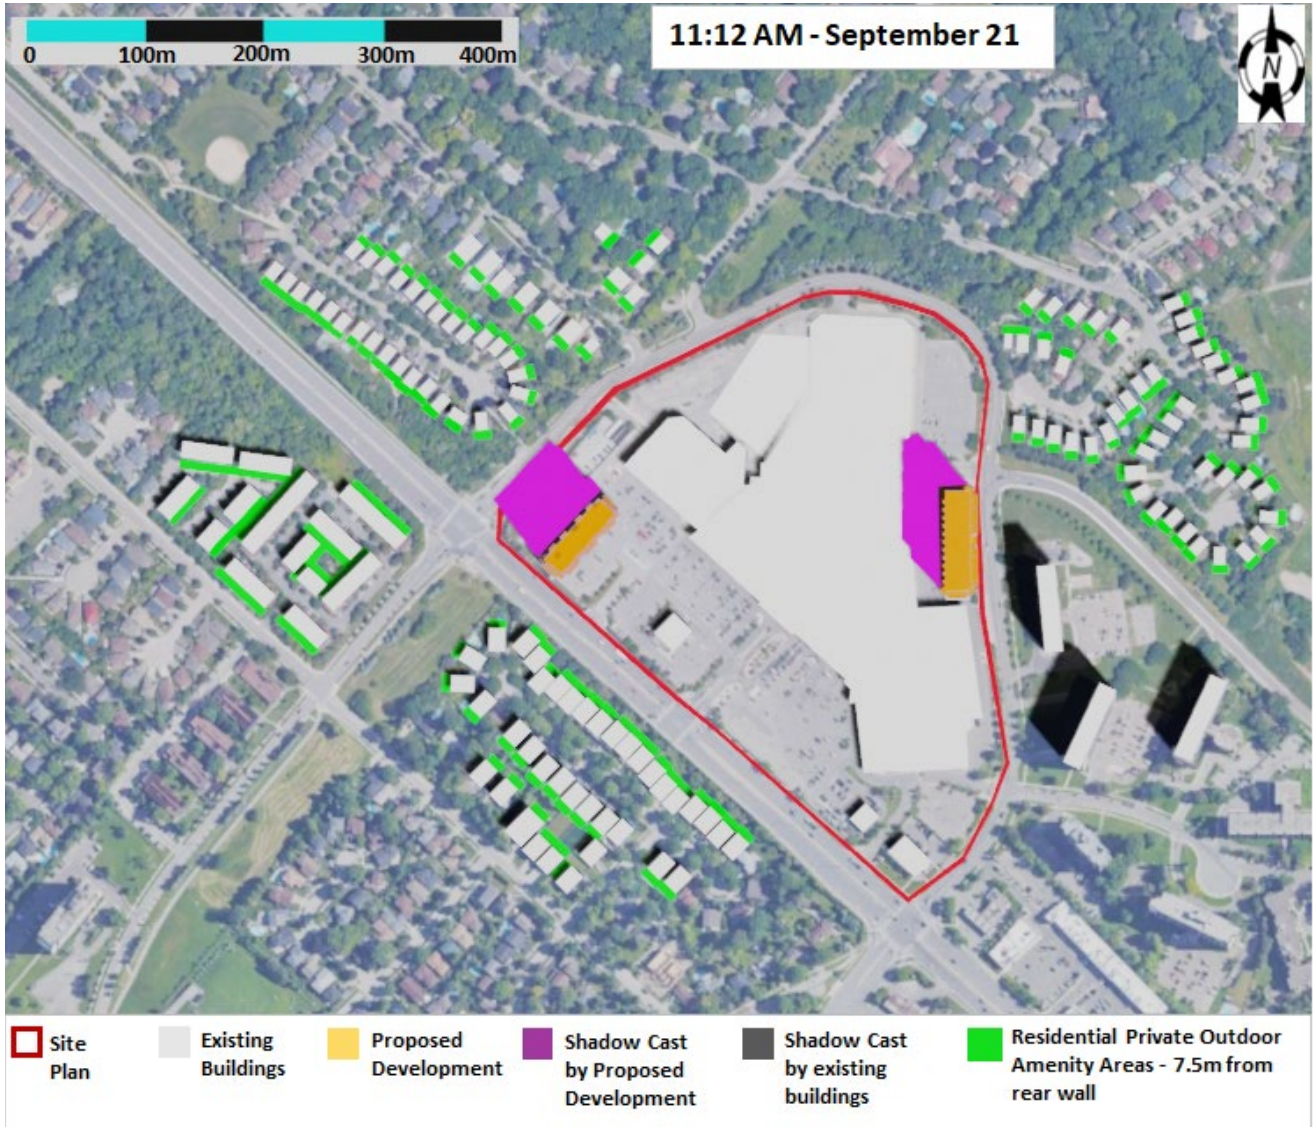 0 100m 200m 300m 400m
11:12 AM - September 21
N
Site
Plan
Existing
Buildings
Proposed
Development
Shadow Cast
by Proposed
Development
Shadow Cast
by existing
buildings
Residential Private Outdoor
Amenity Areas - 7.5m from
rear wall